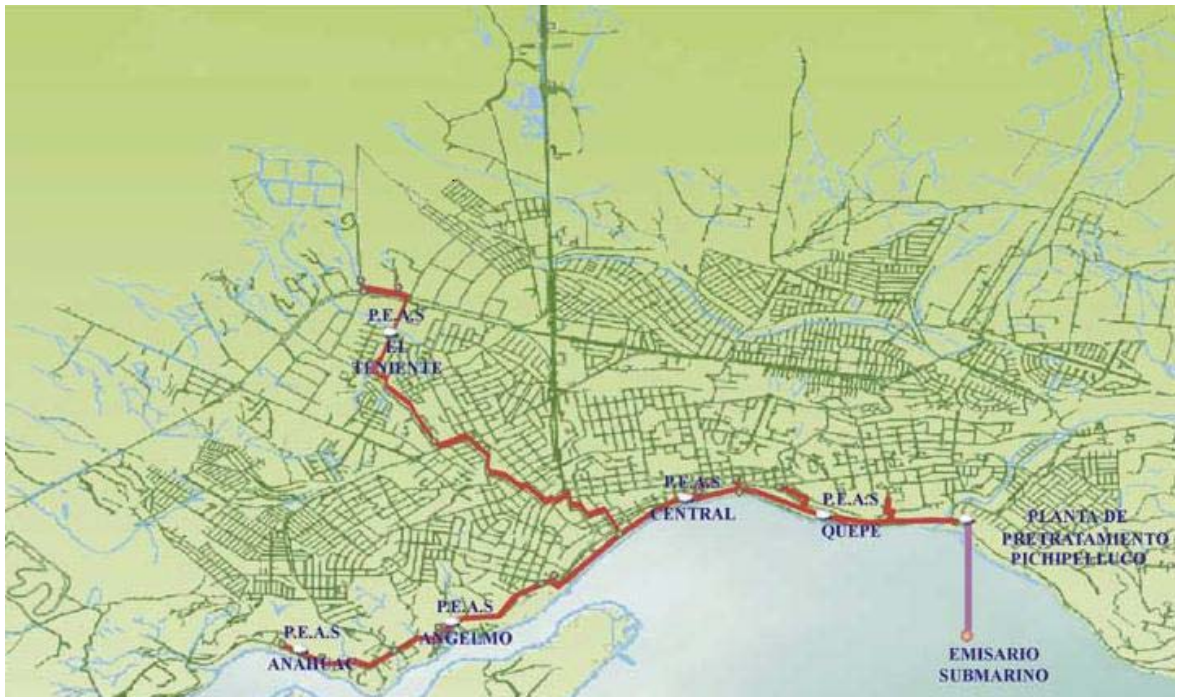 P.E.A.S
EL
TENIENTE
P.E.A.S
CENTRAL
P.E.A.S
QUEPE
PLANTA DE
PRETRATAMIENTO
PICHIPELLUCO
P.E.A.S
ANGELMO
P.E.A.S
ANAHUAC
EMISARIO
SUBMARINO